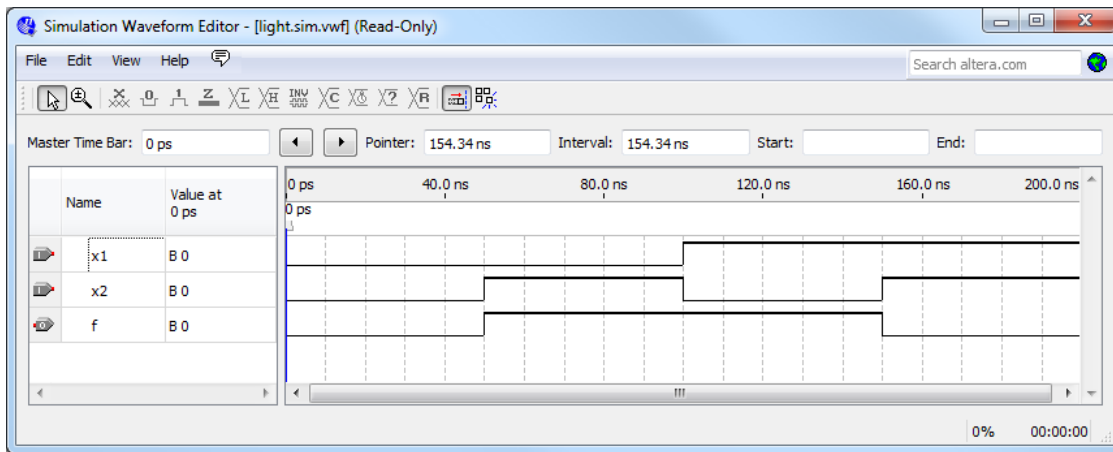 Simulation Waveform Editor - [light.sim.vwf] (Read-Only)
File Edit View Help Search altera.com
X 0 1 Z L H INV C X ? R
Master Time Bar: 0 ps Pointer: 154.34 ns Interval: 154.34 ns Start: End:
Name Value at 0 ps 0 ps 40.0 ns 80.0 ns 120.0 ns 160.0 ns 200.0 ns
0 ps
x1 B 0
x2 B 0
f B 0
0% 00:00:00